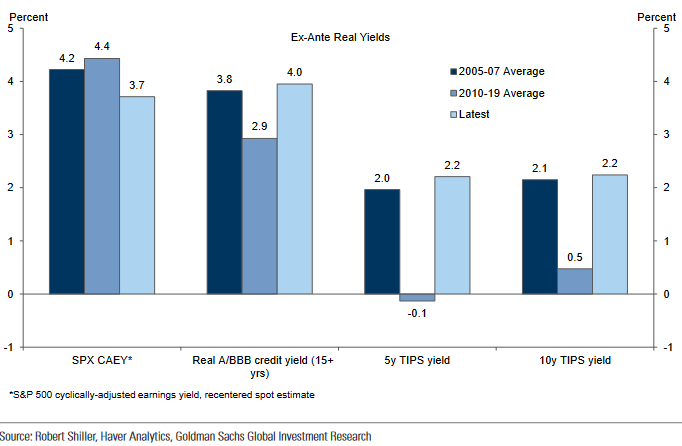 Percent Percent
Ex-Ante Real Yields
5 5
4 4
3 3
2 2
1 1
0 0
-1 -1
2005-07 Average
2010-19 Average
Latest
4.2 4.4 3.7
3.8 2.9 4.0
2.0 -0.1 2.2
2.1 0.5 2.2
SPX CAEY* Real A/BBB credit yield (15+ 5y TIPS yield 10y TIPS yield
yrs)
*S&P 500 cyclically-adjusted earnings yield, recentered spot estimate
Source: Robert Shiller, Haver Analytics, Goldman Sachs Global Investment Research